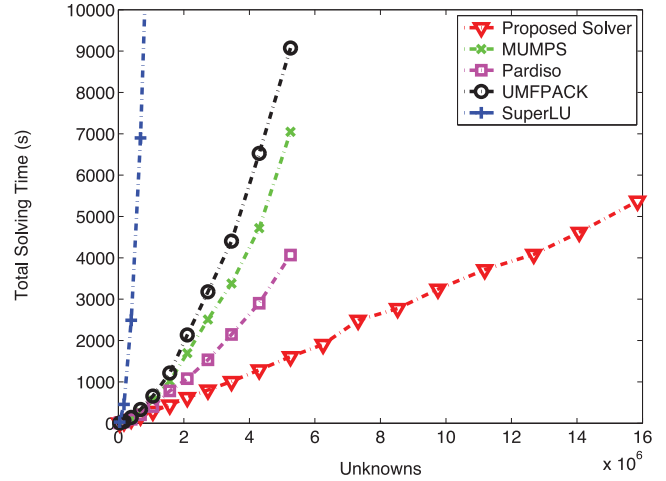 10000
9000
8000
7000
6000
5000
4000
3000
2000
1000
0
Total Solving Time (s)
Proposed Solver
MUMPS
Pardiso
UMFPACK
SuperLU
0 2 4 6 8 10 12 14 16
x 10^6
Unknowns